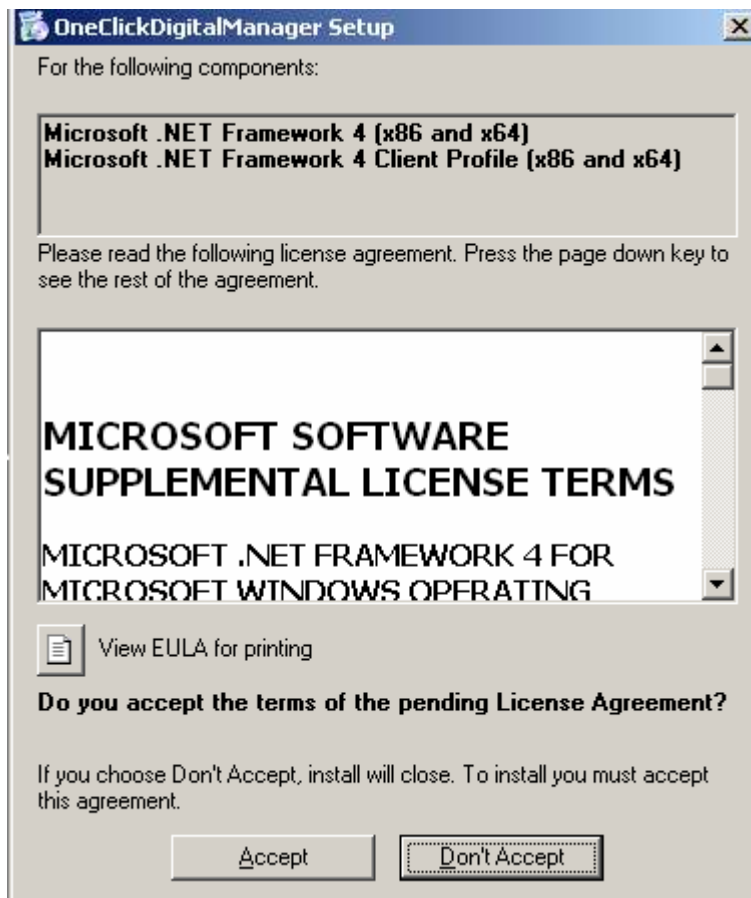 OneClickDigitalManager Setup
For the following components:
Microsoft .NET Framework 4 (x86 and x64)
Microsoft .NET Framework 4 Client Profile (x86 and x64)
Please read the following license agreement. Press the page down key to
see the rest of the agreement.
MICROSOFT SOFTWARE
SUPPLEMENTAL LICENSE TERMS
MICROSOFT .NET FRAMEWORK 4 FOR
MICROSOFT WINDOWS OPERATING
View EULA for printing
Do you accept the terms of the pending License Agreement?
If you choose Don't Accept, install will close. To install you must accept
this agreement.
Accept
Don't Accept